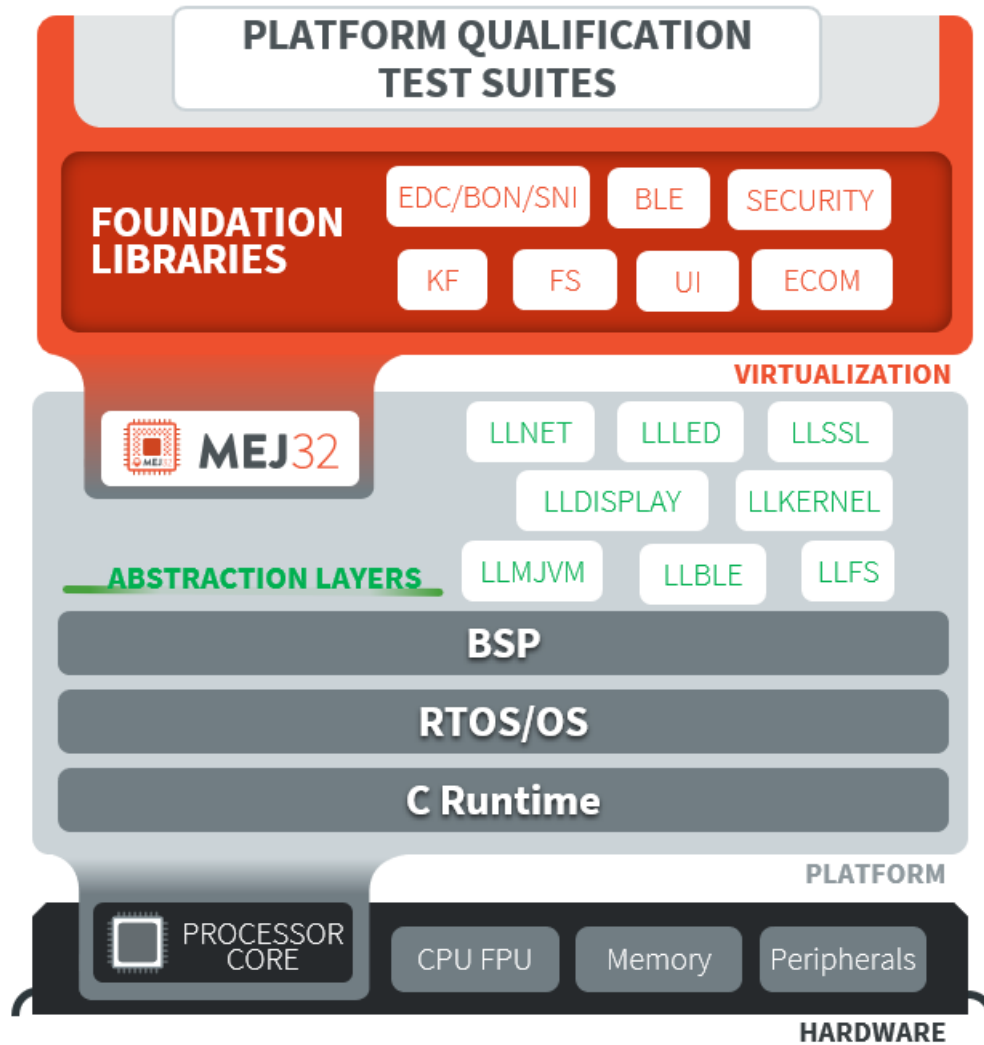 PLATFORM QUALIFICATION
TEST SUITES
FOUNDATION
LIBRARIES
EDC/BON/SNI
BLE
SECURITY
KF
FS
UI
ECOM
VIRTUALIZATION
MEJ32
MEJ32
LLNET
LLLED
LLSSL
LLDISPLAY
LLKERNEL
ABSTRACTION LAYERS
LLMJVM
LLBLE
LLFS
BSP
RTOS/OS
C Runtime
PLATFORM
PROCESSOR
CORE
CPU FPU
Memory
Peripherals
HARDWARE